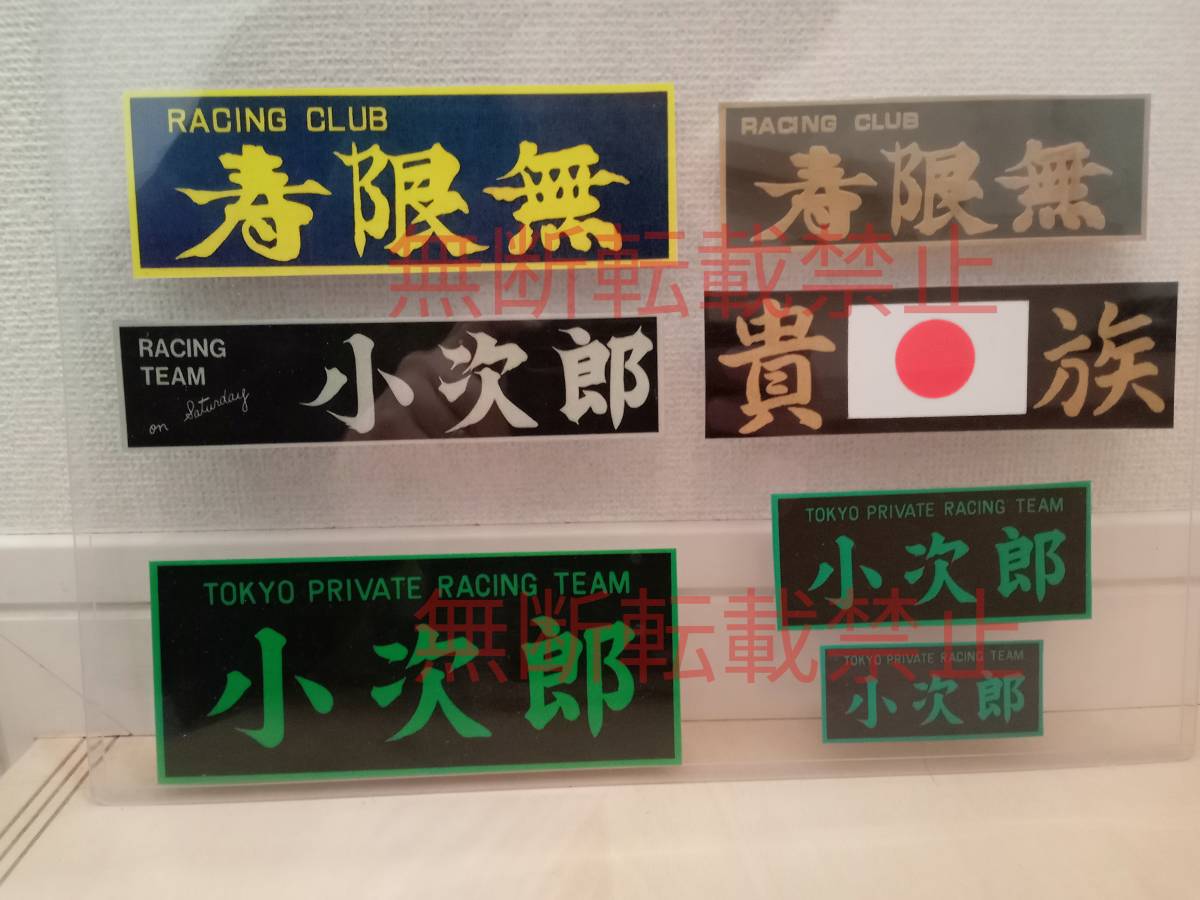 RACING CLUB
寿限無
RACING CLUB
寿限無
RACING
TEAM
on Saturday
小次郎
貴族
TOKYO PRIVATE RACING TEAM
小次郎
TOKYO PRIVATE RACING TEAM
小次郎
TOKYO PRIVATE RACING TEAM
小次郎
無断転載禁止
無断転載禁止